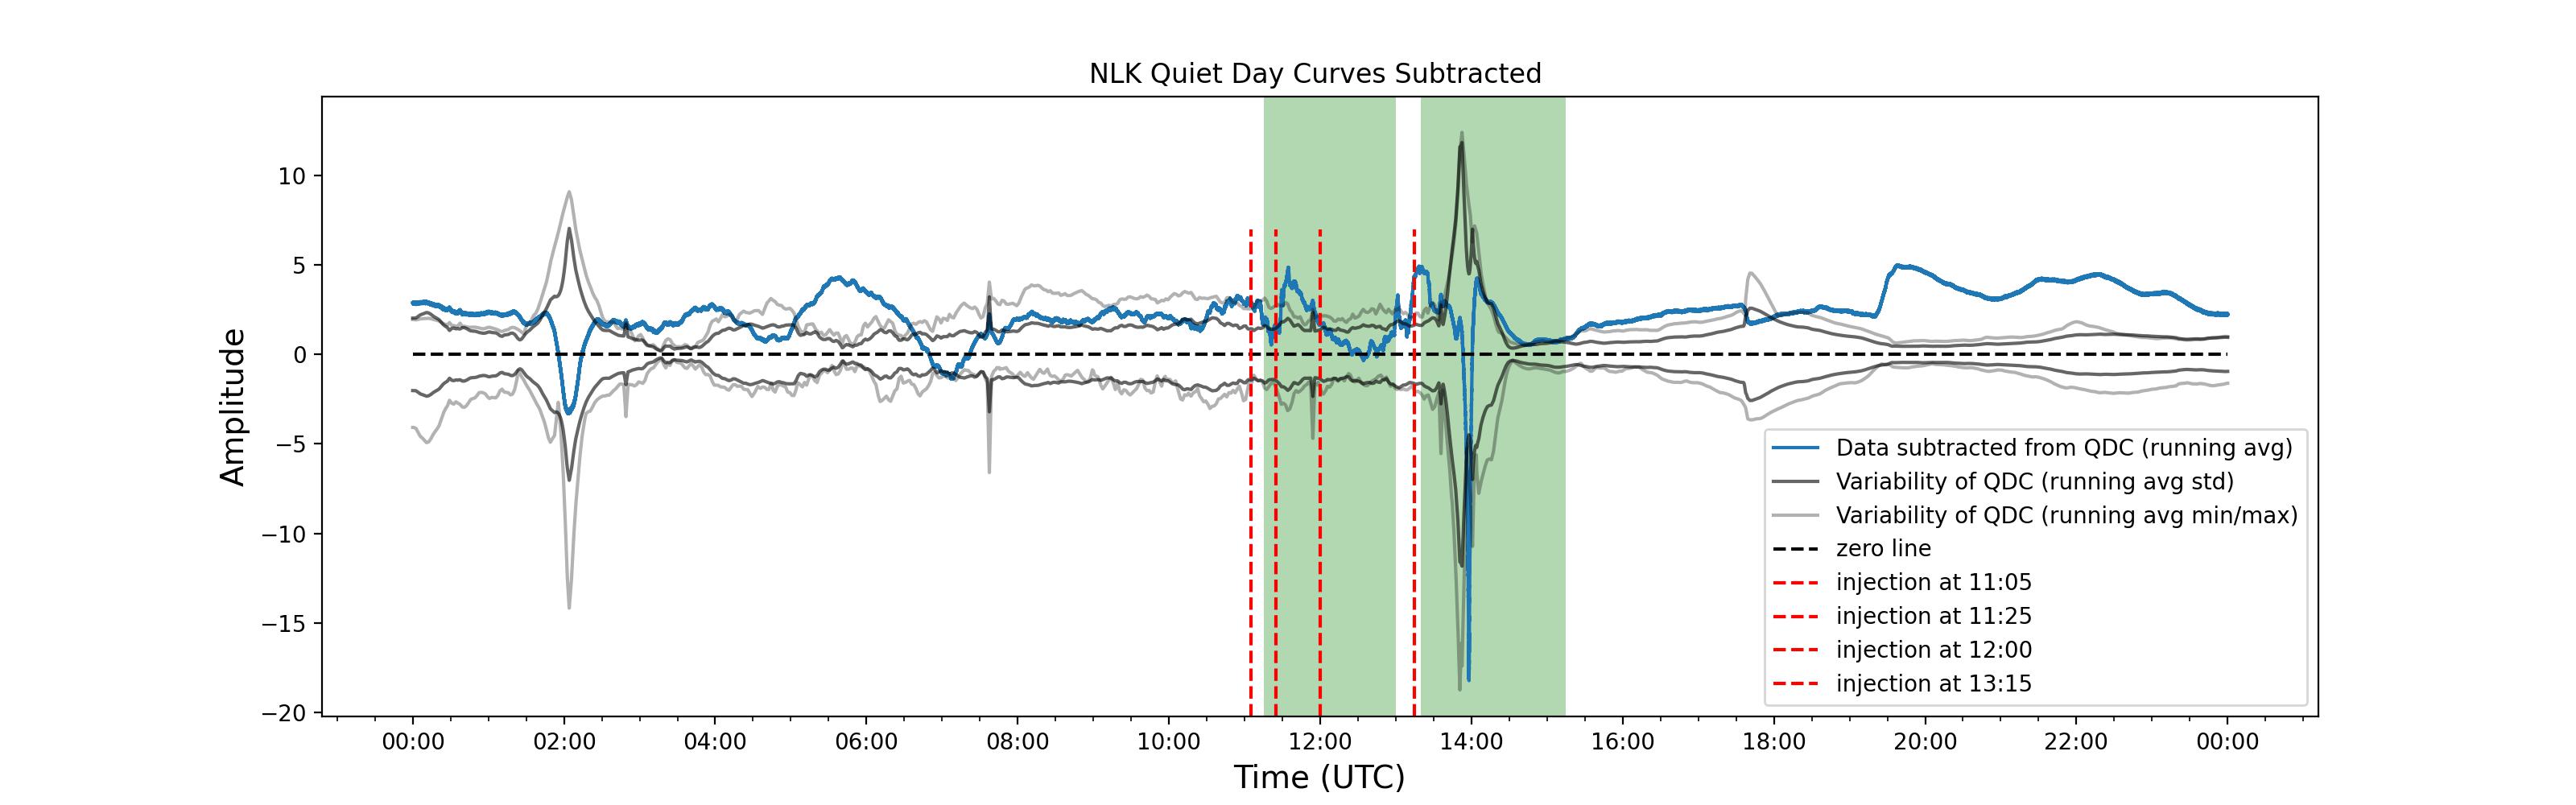 NLK Quiet Day Curves Subtracted
Amplitude
10
5
0
−5
−10
−15
−20
Data subtracted from QDC (running avg)
Variability of QDC (running avg std)
Variability of QDC (running avg min/max)
zero line
injection at 11:05
injection at 11:25
injection at 12:00
injection at 13:15
00:00 02:00 04:00 06:00 08:00 10:00 12:00 14:00 16:00 18:00 20:00 22:00 00:00
Time (UTC)